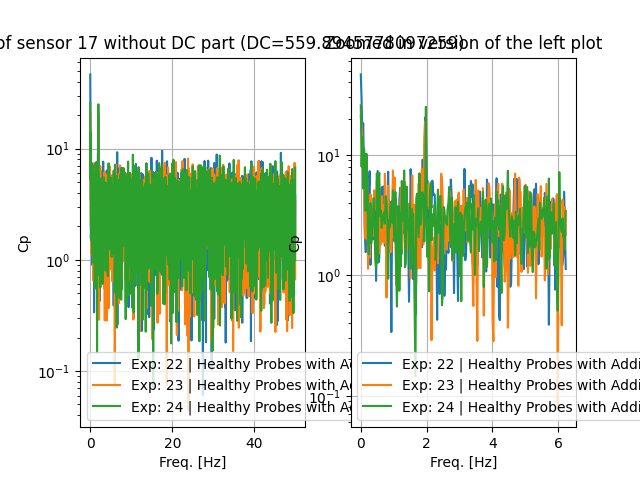 of sensor 17 without DC part (DC=559.8945778097259)
Zoomed in version of the left plot
Cp
10¹
10⁰
10⁻¹
0
20
40
Freq. [Hz]
Exp: 22 | Healthy Probes with A
Exp: 23 | Healthy Probes with A
Exp: 24 | Healthy Probes with A
Cp
10¹
10⁰
10⁻¹
0
2
4
6
Freq. [Hz]
Exp: 22 | Healthy Probes with Addi
Exp: 23 | Healthy Probes with Addi
Exp: 24 | Healthy Probes with Addi